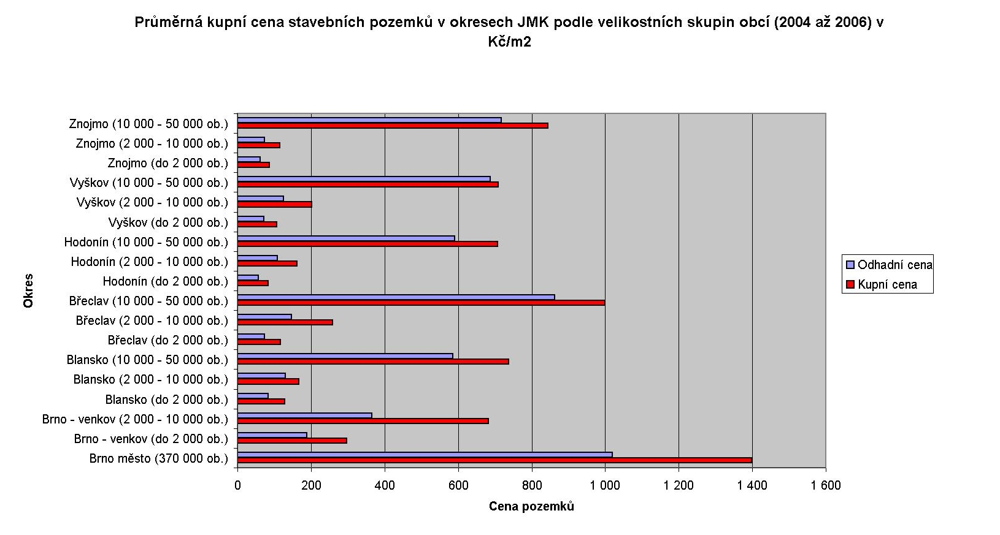 Průměrná kupní cena stavebních pozemků v okresech JMK podle velikostních skupin obcí (2004 až 2006) v
Kč/m2
Znojmo (10 000 - 50 000 ob.)
Znojmo (2 000 - 10 000 ob.)
Znojmo (do 2 000 ob.)
Vyškov (10 000 - 50 000 ob.)
Vyškov (2 000 - 10 000 ob.)
Vyškov (do 2 000 ob.)
Hodonín (10 000 - 50 000 ob.)
Hodonín (2 000 - 10 000 ob.)
Hodonín (do 2 000 ob.)
Břeclav (10 000 - 50 000 ob.)
Břeclav (2 000 - 10 000 ob.)
Břeclav (do 2 000 ob.)
Blansko (10 000 - 50 000 ob.)
Blansko (2 000 - 10 000 ob.)
Blansko (do 2 000 ob.)
Brno - venkov (2 000 - 10 000 ob.)
Brno - venkov (do 2 000 ob.)
Brno město (370 000 ob.)
Okres
0 200 400 600 800 1 000 1 200 1 400 1 600
Cena pozemků
Odhadní cena
Kupní cena